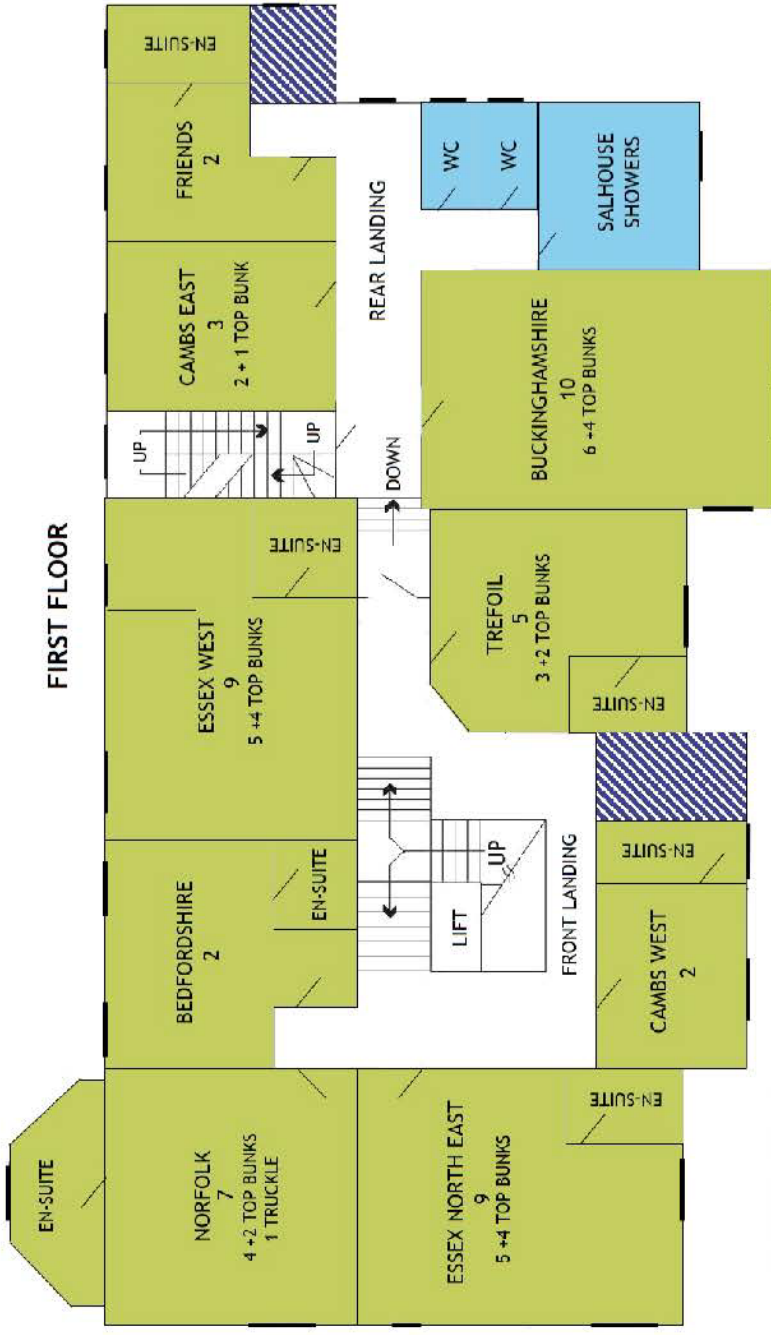 FIRST FLOOR
EN-SUITE
NORFOLK
7
4 +2 TOP BUNKS
1 TRUCKLE
BEDFORDSHIRE
2
EN-SUITE
ESSEX WEST
9
5 +4 TOP BUNKS
EN-SUITE
UP
UP
CAMBS EAST
3
2 + 1 TOP BUNK
FRIENDS
2
EN-SUITE
ESSEX NORTH EAST
9
5 +4 TOP BUNKS
EN-SUITE
LIFT
UP
FRONT LANDING
DOWN
REAR LANDING
CAMBS WEST
2
EN-SUITE
TREFOIL
5
3 +2 TOP BUNKS
EN-SUITE
BUCKINGHAMSHIRE
10
6 +4 TOP BUNKS
WC
WC
SALHOUSE
SHOWERS